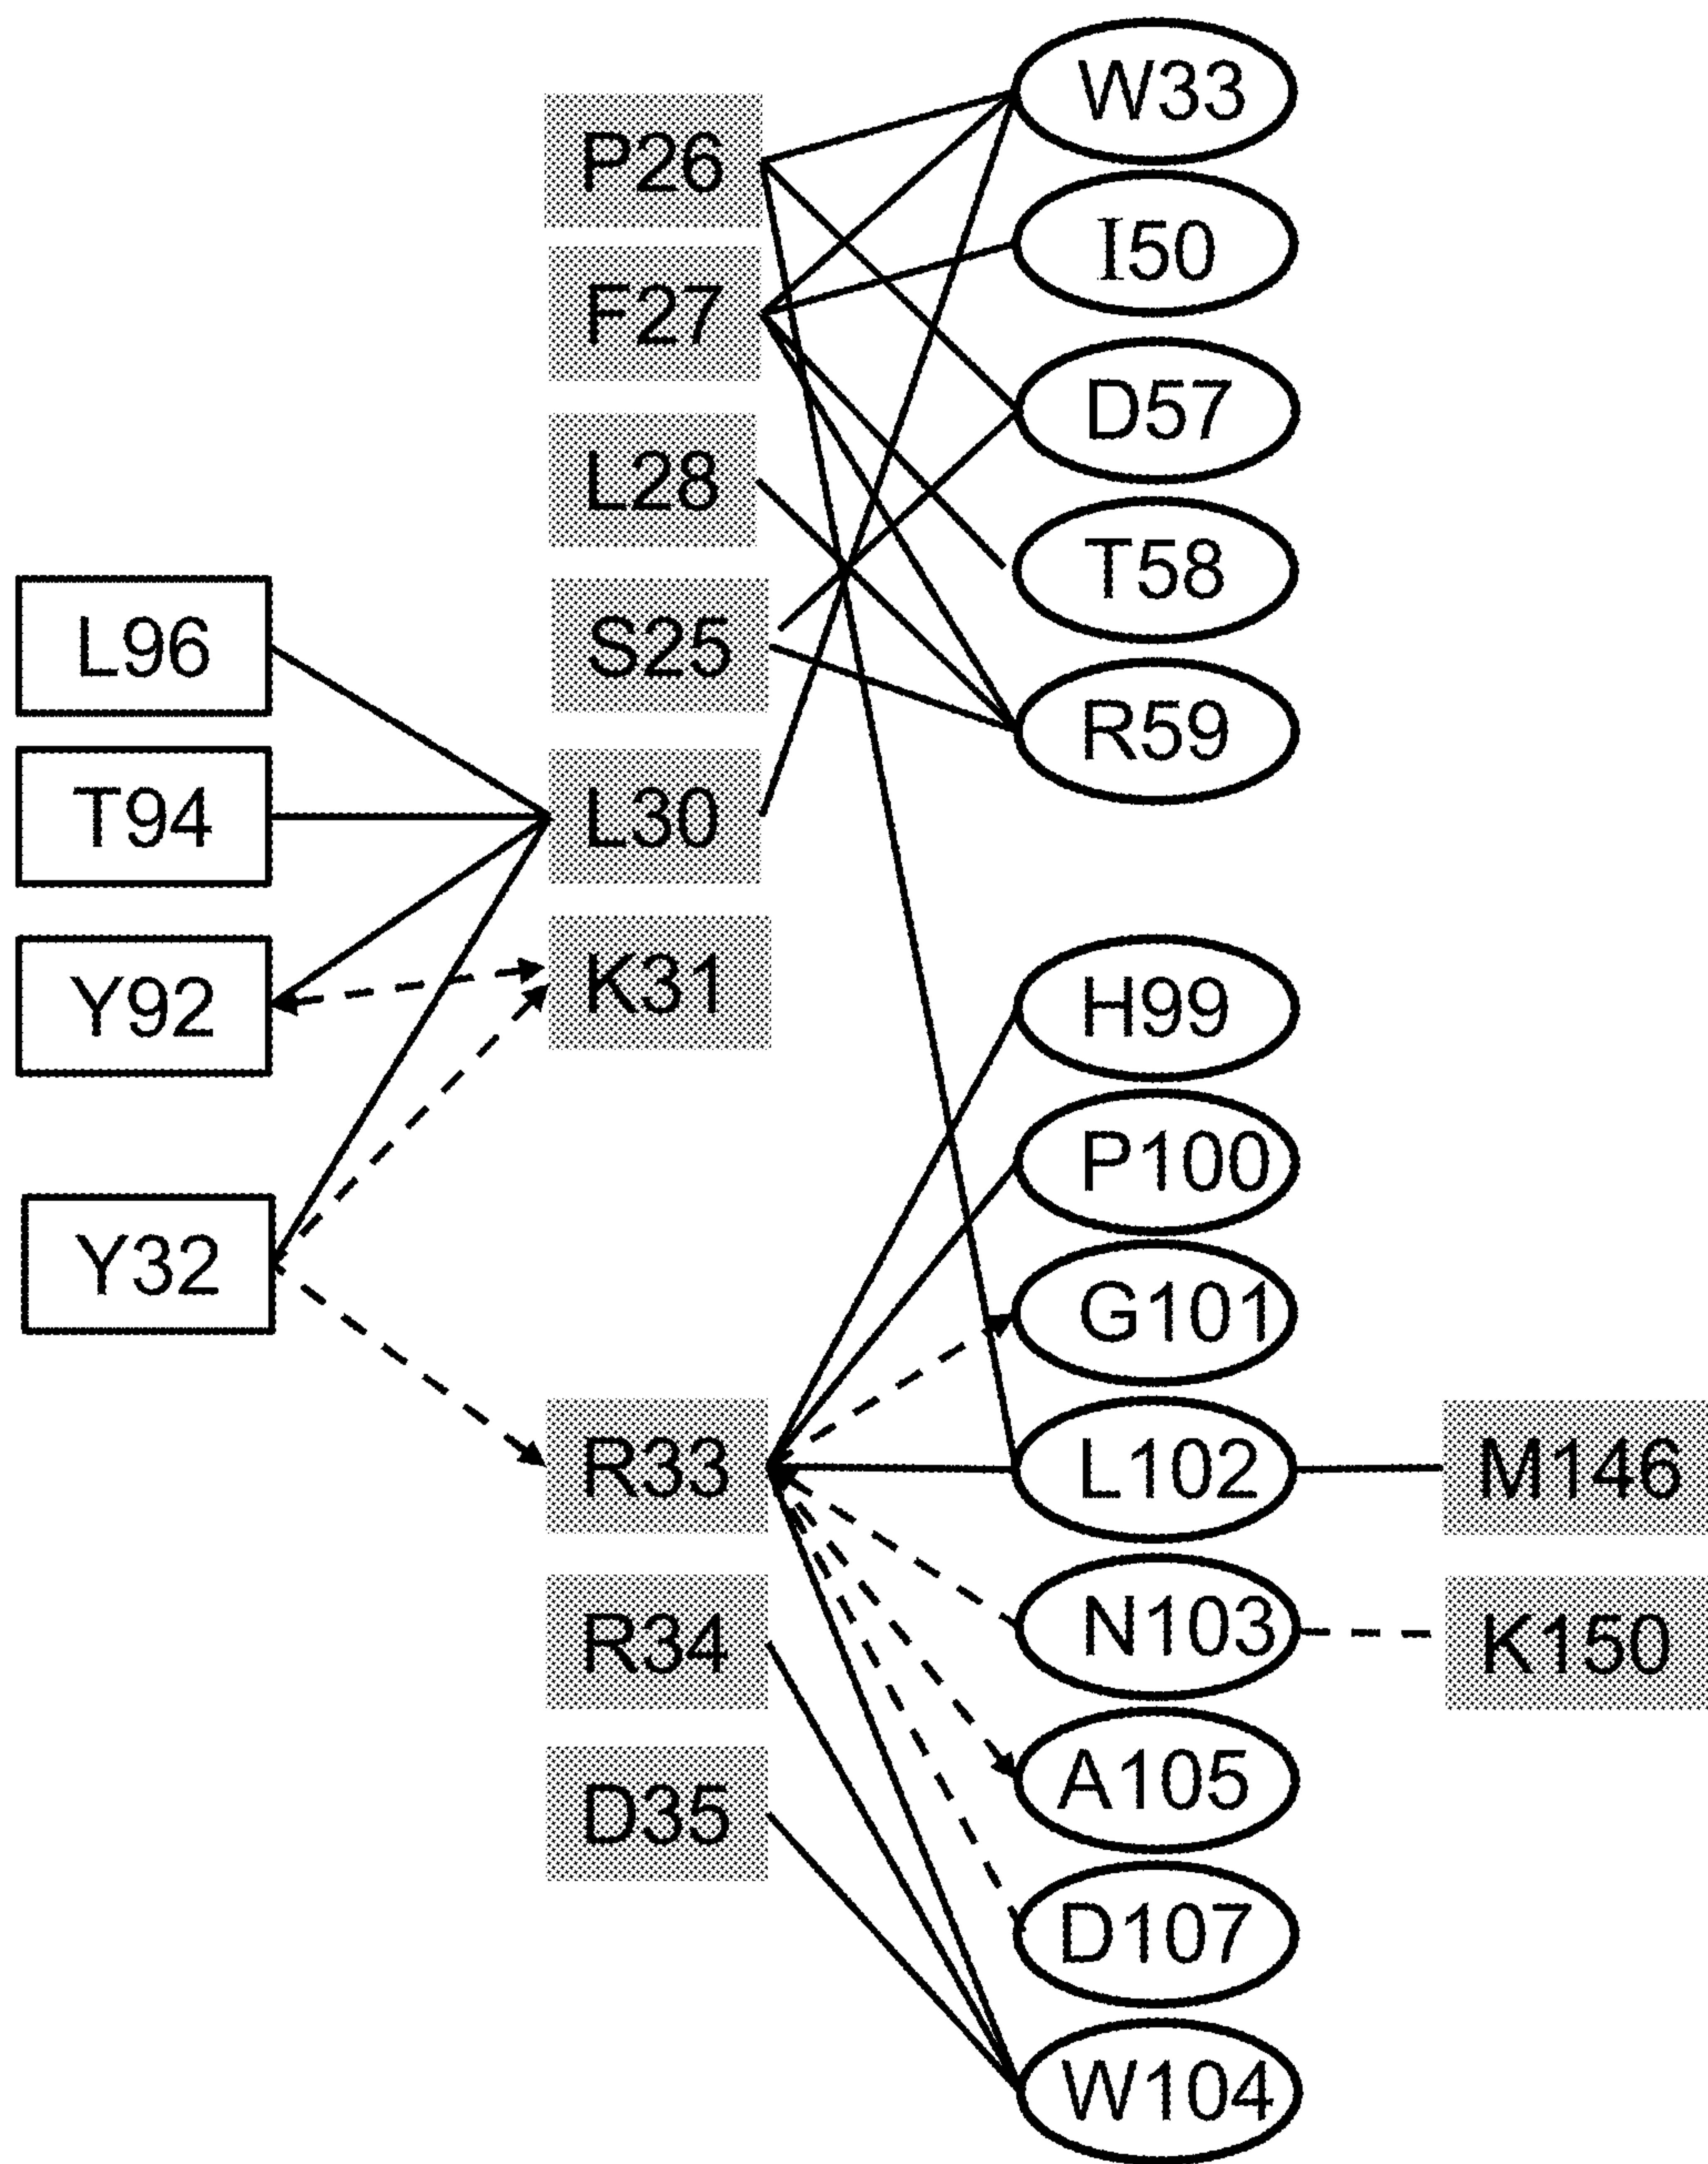 W33
P26
I50
F27
D57
L28
T58
S25
L96
R59
L30
T94
K31
Y92
H99
P100
Y32
G101
R33
L102
M146
R34
N103
K150
A105
D35
D107
W104